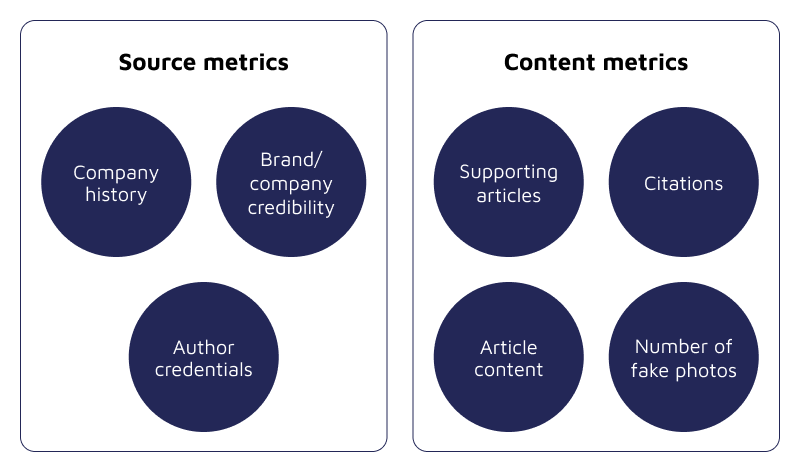 Source metrics
Company
history
Brand/
company
credibility
Author
credentials
Content metrics
Supporting
articles
Citations
Article
content
Number of
fake photos